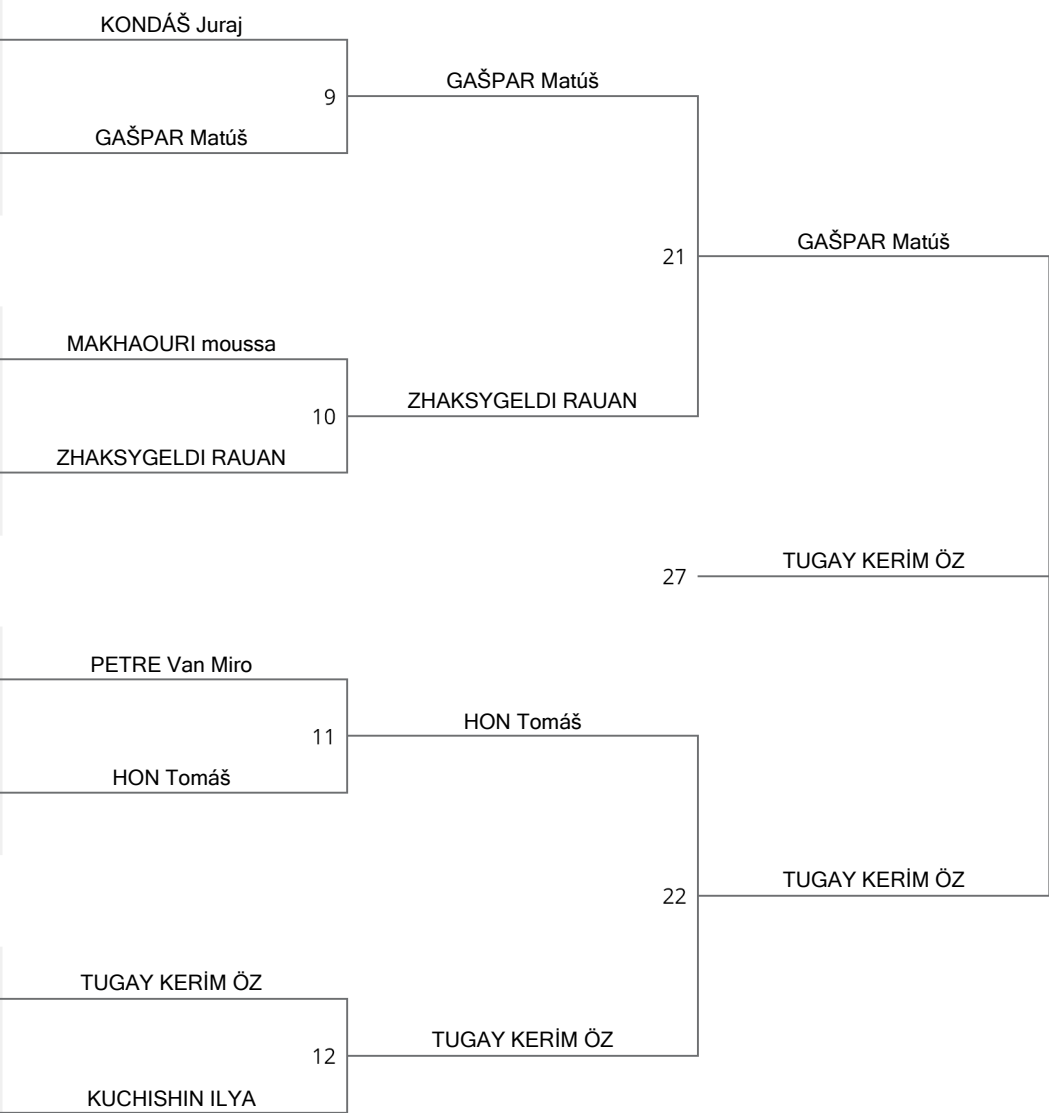 KONDÁŠ Juraj
GAŠPAR Matúš
9
GAŠPAR Matúš
GAŠPAR Matúš
21
MAKHAOURI moussa
ZHAKSYGELDI RAUAN
10
ZHAKSYGELDI RAUAN
TUGAY KERİM ÖZ
27
PETRE Van Miro
HON Tomáš
11
HON Tomáš
TUGAY KERİM ÖZ
22
TUGAY KERİM ÖZ
TUGAY KERİM ÖZ
12
KUCHISHIN ILYA